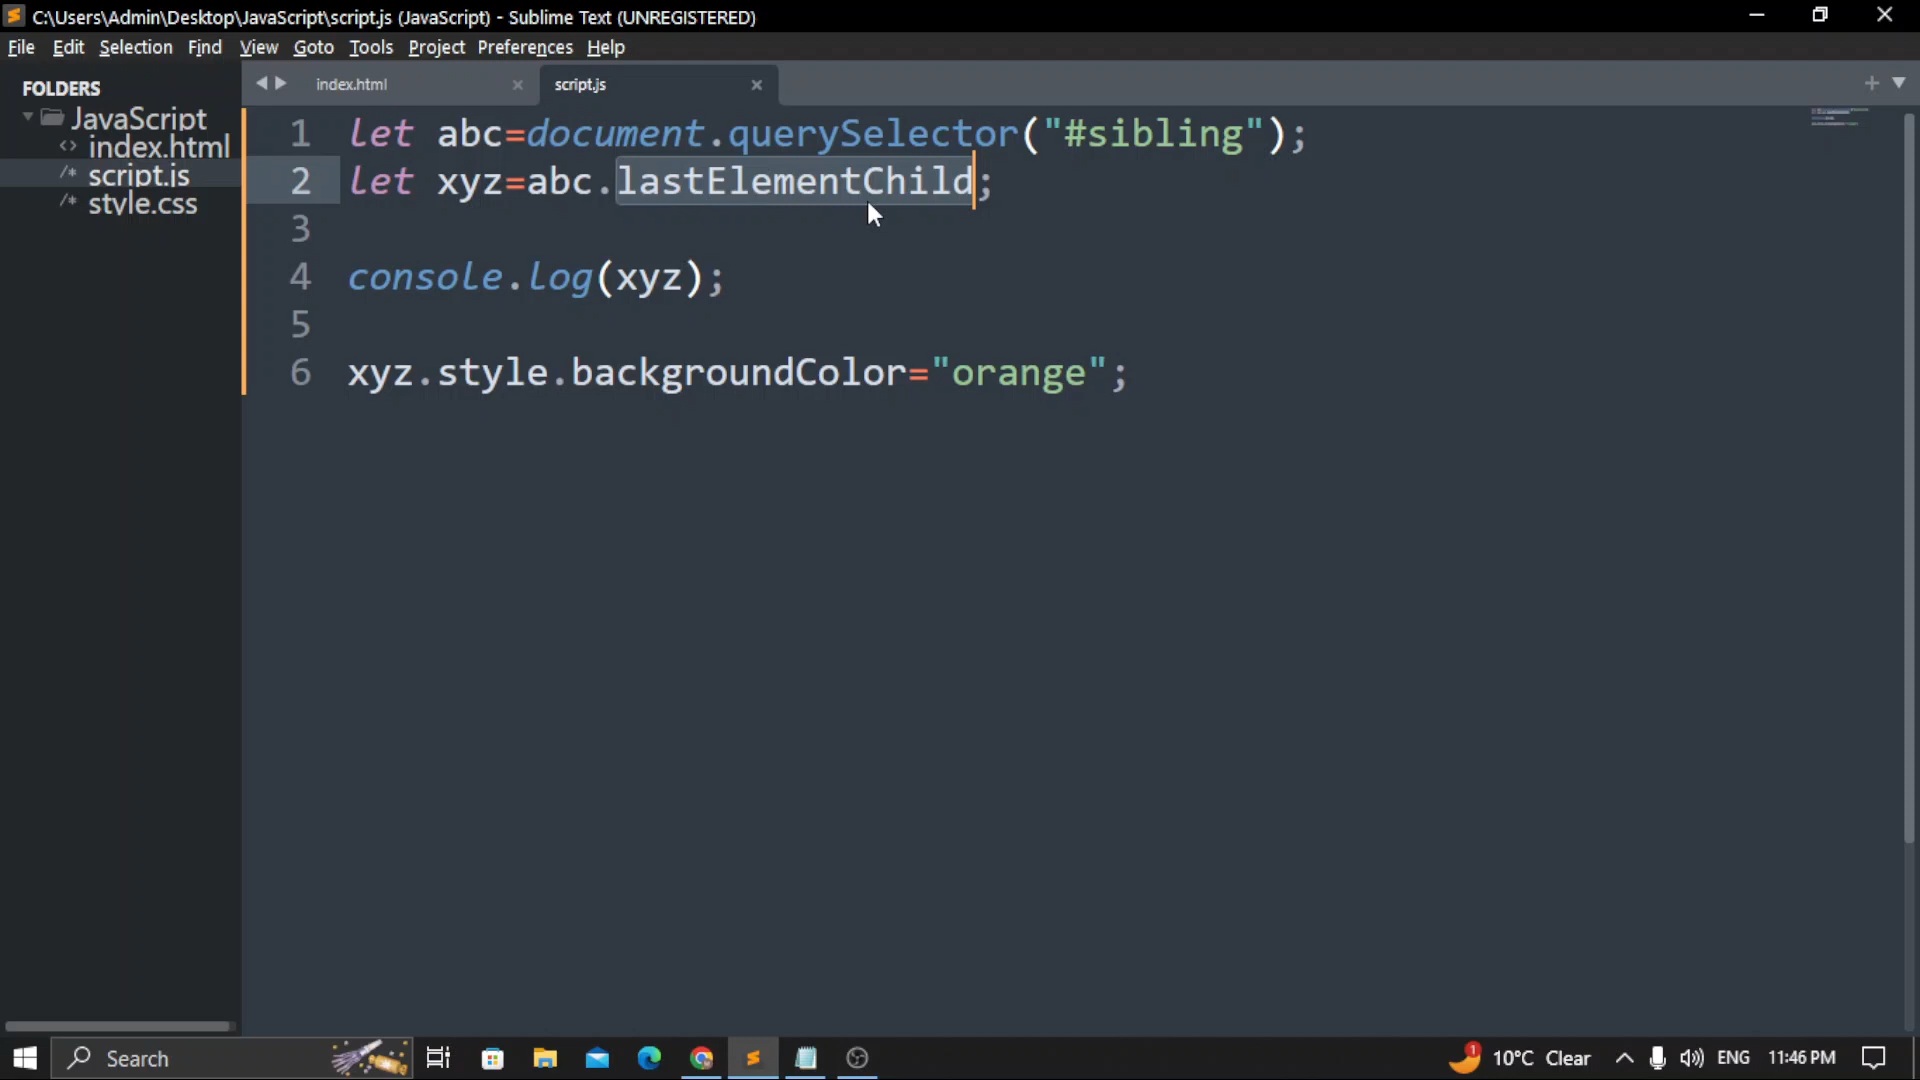 C:\Users\Admin\Desktop\JavaScript\script.js (JavaScript) - Sublime Text (UNREGISTERED)
File Edit Selection Find View Goto Tools Project Preferences Help
FOLDERS
JavaScript
<> index.html
/* script.js
/* style.css
index.html
script.js
1 let abc=document.querySelector("#sibling");
2 let xyz=abc.lastElementChild;
3
4 console.log(xyz);
5
6 xyz.style.backgroundColor="orange";
Search
1
10°C Clear
ENG
11:46 PM